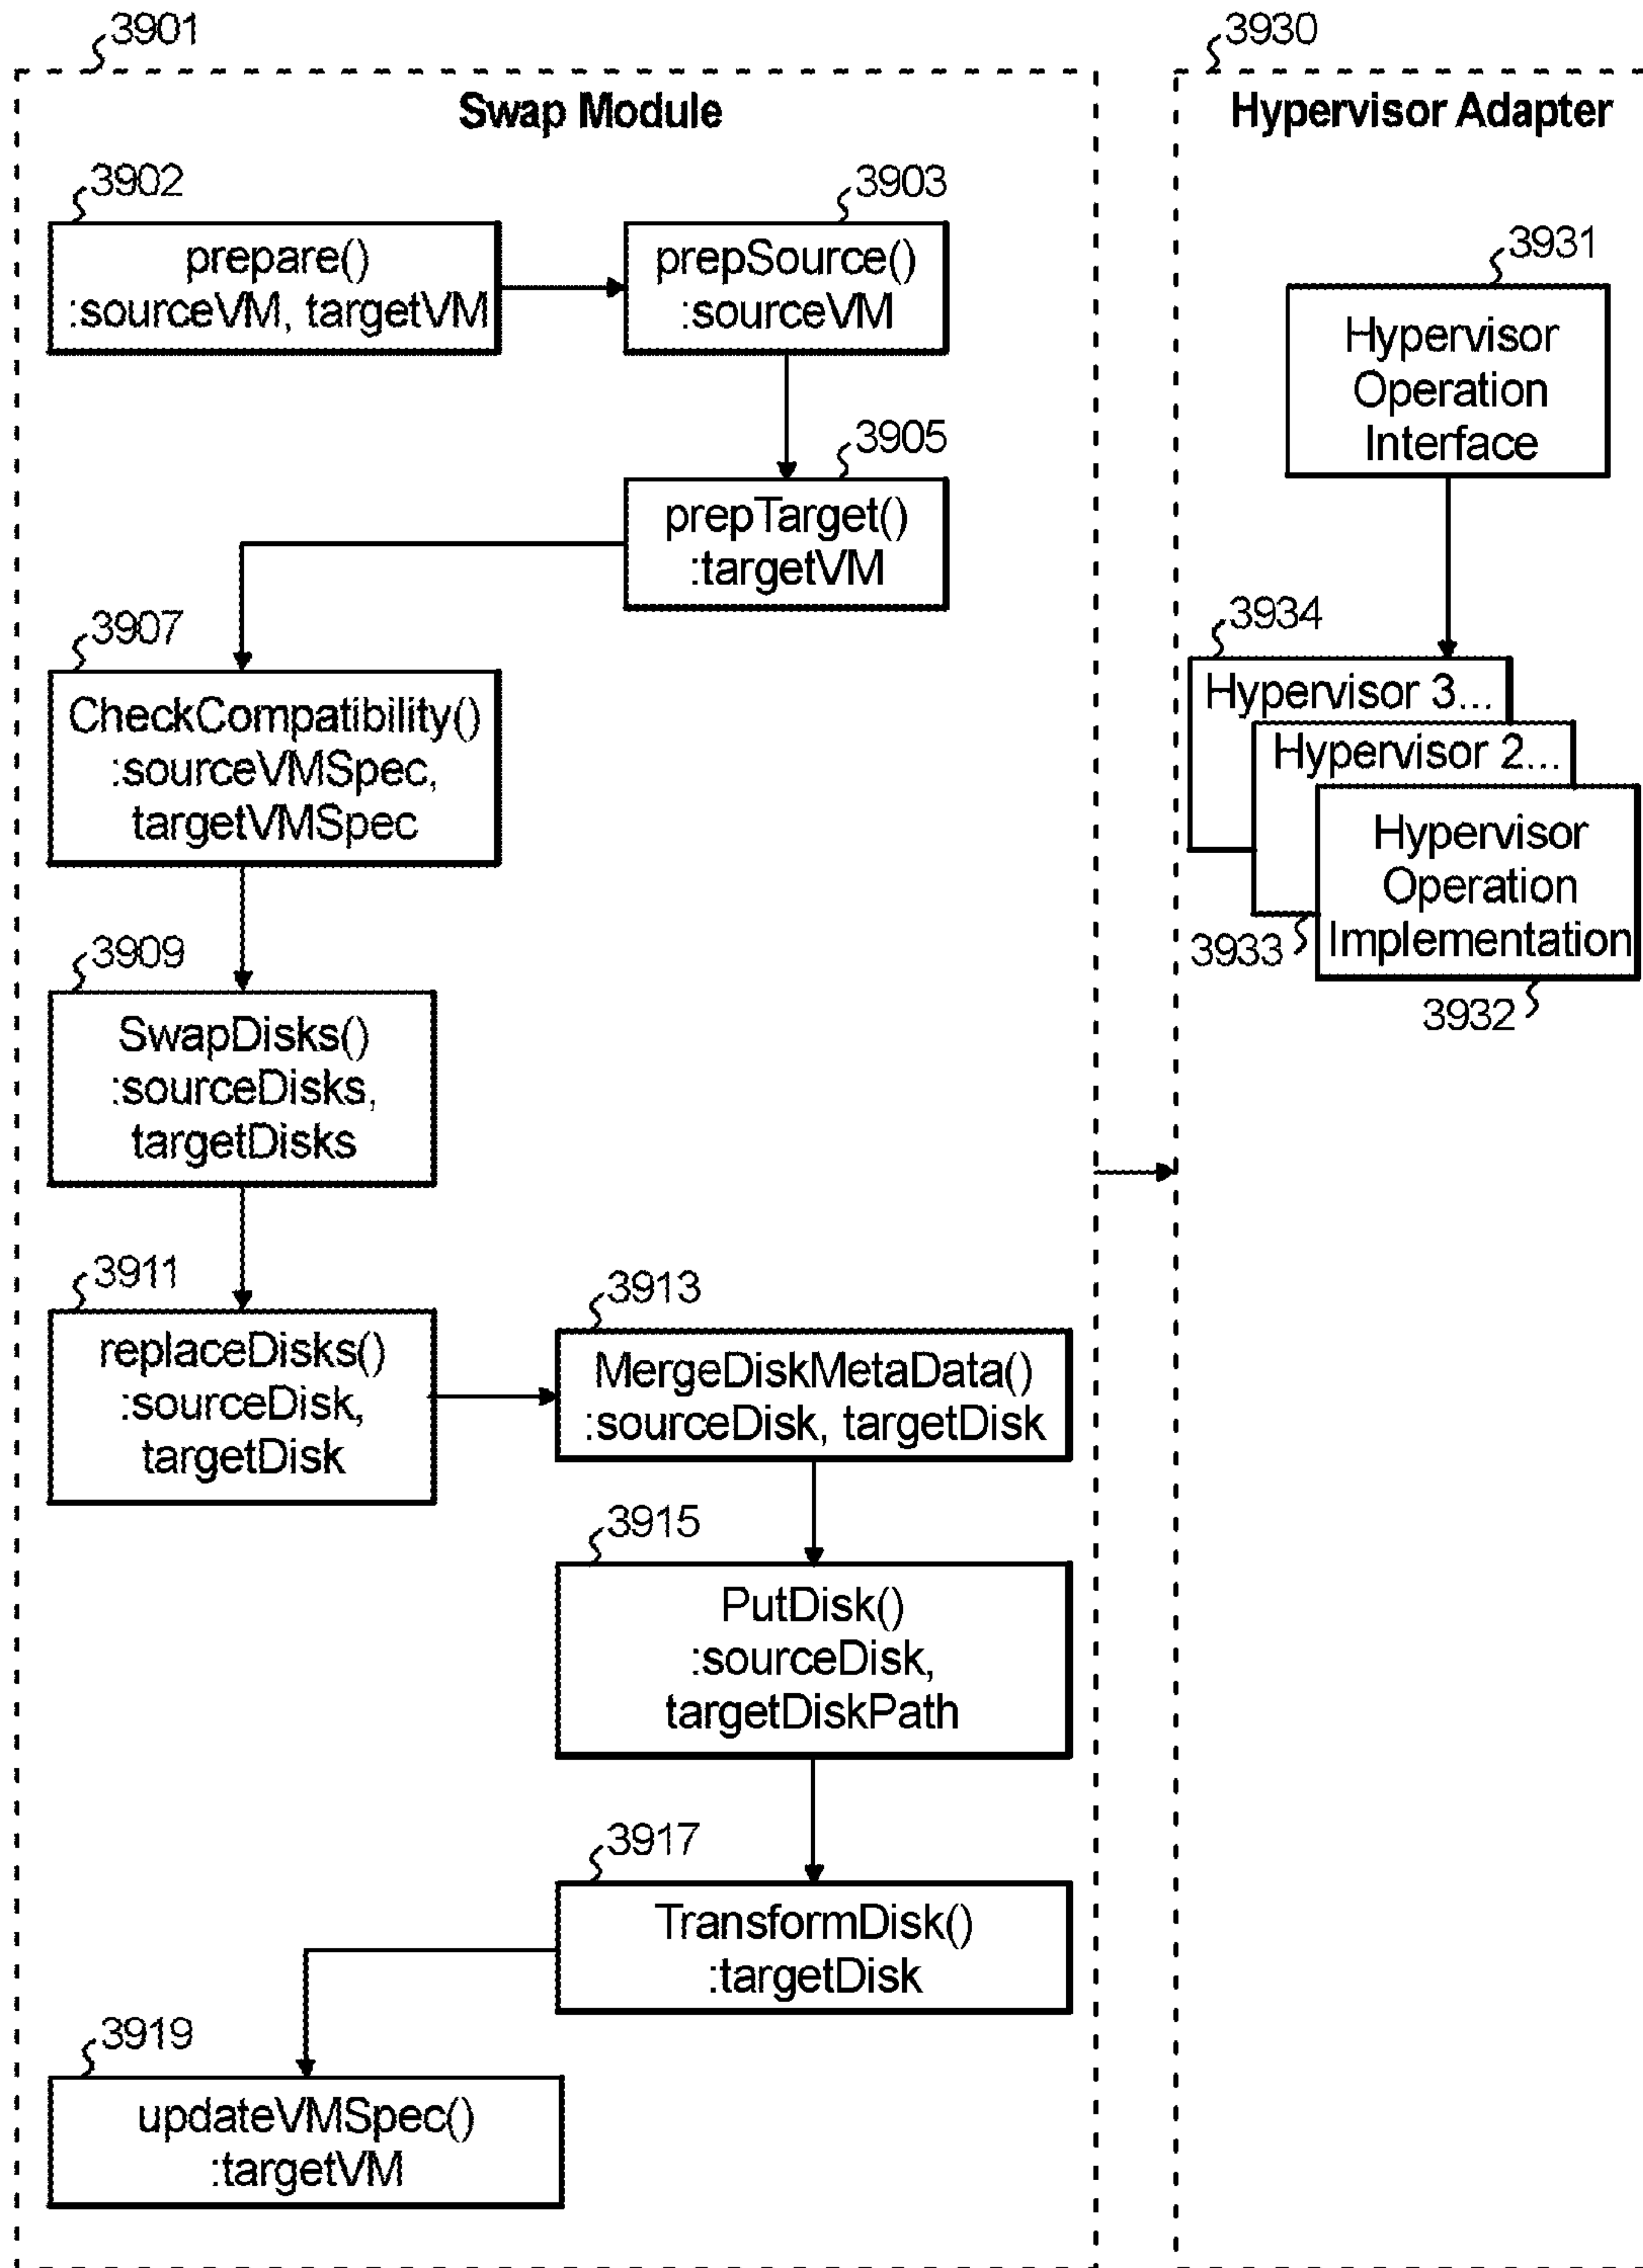 3901
Swap Module
3902
prepare()
:sourceVM, targetVM
3903
prepSource()
:sourceVM
3905
prepTarget()
:targetVM
3907
CheckCompatibility()
:sourceVMSpec,
targetVMSpec
3909
SwapDisks()
:sourceDisks,
targetDisks
3911
replaceDisks()
:sourceDisk,
targetDisk
3913
MergeDiskMetaData()
:sourceDisk, targetDisk
3915
PutDisk()
:sourceDisk,
targetDiskPath
3917
TransformDisk()
:targetDisk
3919
updateVMSpec()
:targetVM
3930
Hypervisor Adapter
3931
Hypervisor
Operation
Interface
3934
Hypervisor 3...
Hypervisor 2...
Hypervisor
Operation
Implementation
3933
3932